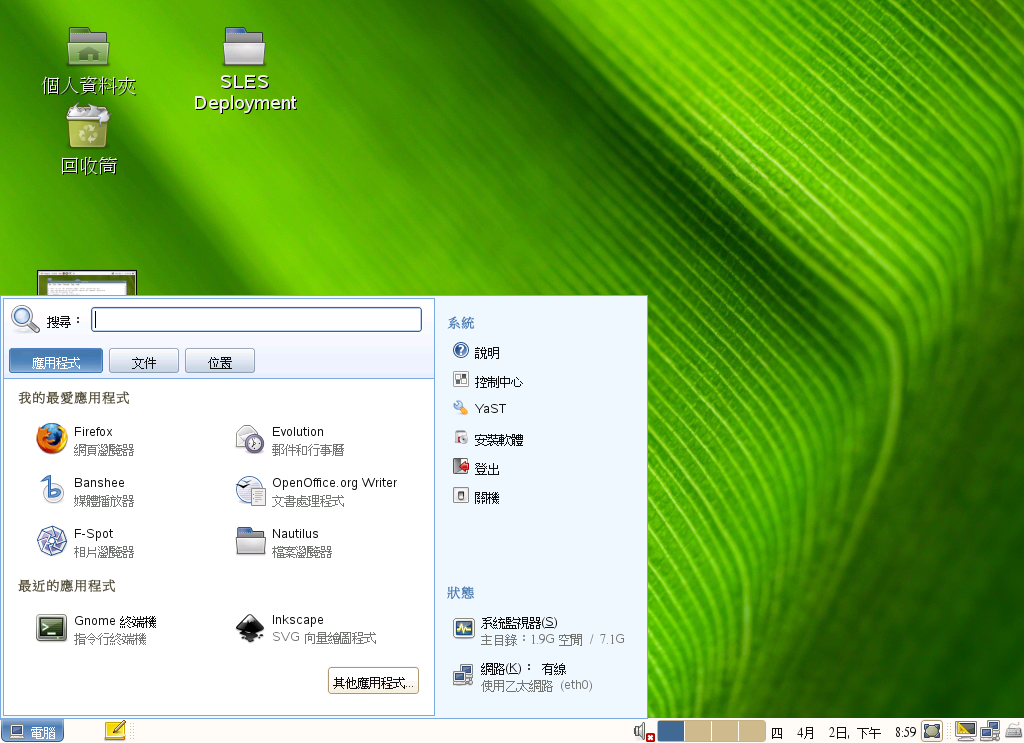 個人資料夾
SLES
Deployment
回收筒
搜尋：
應用程式
文件
位置
我的最愛應用程式
Firefox
網頁瀏覽器
Evolution
郵件和行事曆
Banshee
媒體播放器
OpenOffice.org Writer
文書處理程式
F-Spot
相片瀏覽器
Nautilus
檔案瀏覽器
最近的應用程式
Gnome 終端機
指令行終端機
Inkscape
SVG 向量繪圖程式
其他應用程式...
系統
說明
控制中心
YaST
安裝軟體
登出
關機
狀態
系統監視器(S)
主目錄：1.9G 空閒 / 7.1G
網路(K)： 有線
使用乙太網路 (eth0)
電腦
四 4月 2日, 下午 8:59